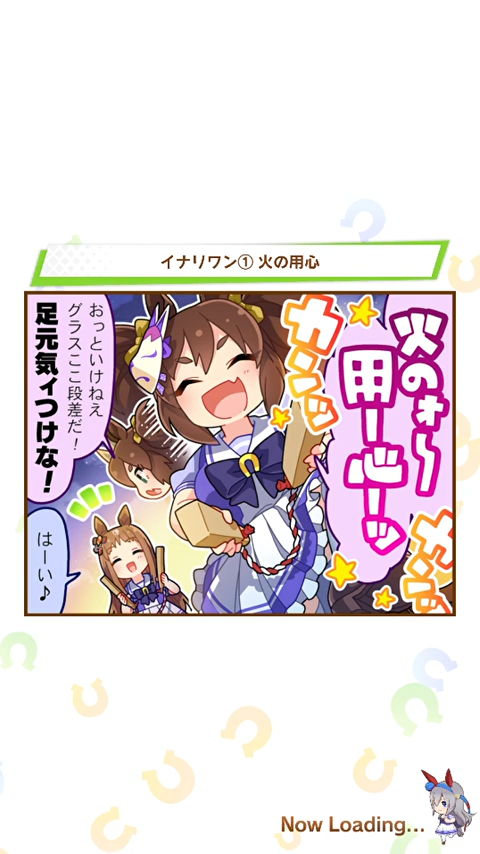 イナリワン① 火の用心
火のわ〜
用ー心ーッ
カンッ
カンッ
おっといけねえ
グラスここ段差だ！
足元気ィつけな！
はーい♪
Now Loading...